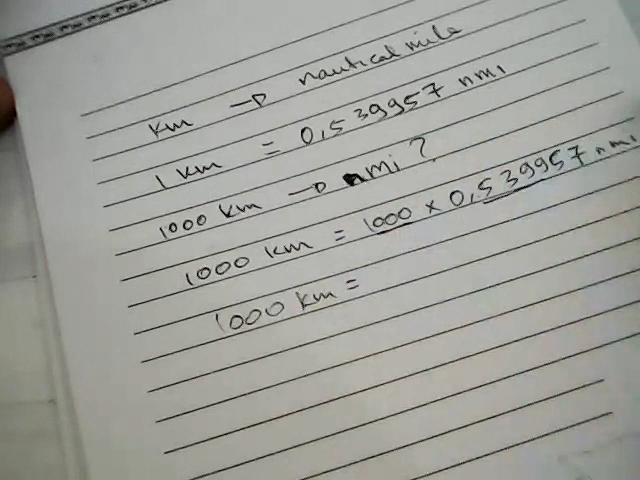 km → nautical mile
1 km = 0,539957 nmi
1000 km → nmi ?
1000 km = 1000 × 0,539957 nmi
1000 km =